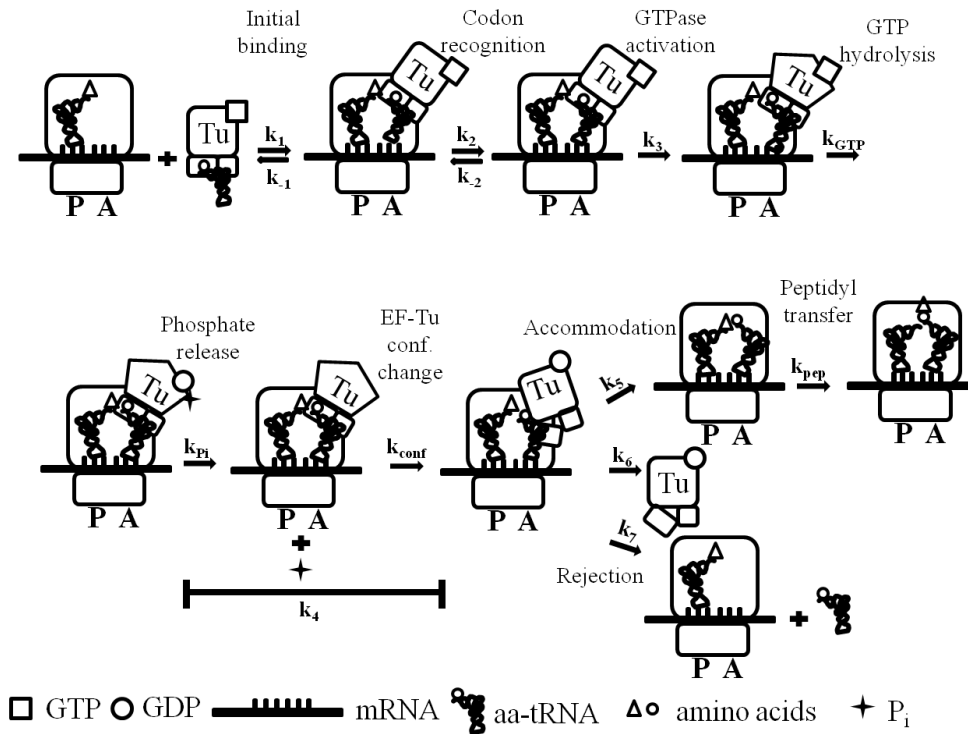 Initial
binding
Codon
recognition
GTPase
activation
GTP
hydrolysis
Tu
Tu
Tu
Tu
k1
k-1
k2
k-2
k3
kGTP
P A
P A
P A
P A
Phosphate
release
EF-Tu
conf.
change
Accommodation
Peptidyl
transfer
Tu
Tu
Tu
kPi
kconf
k5
kpep
P A
P A
P A
P A
P A
k6
Tu
k7
Rejection
k4
P A
GTP
GDP
mRNA
aa-tRNA
amino acids
Pi